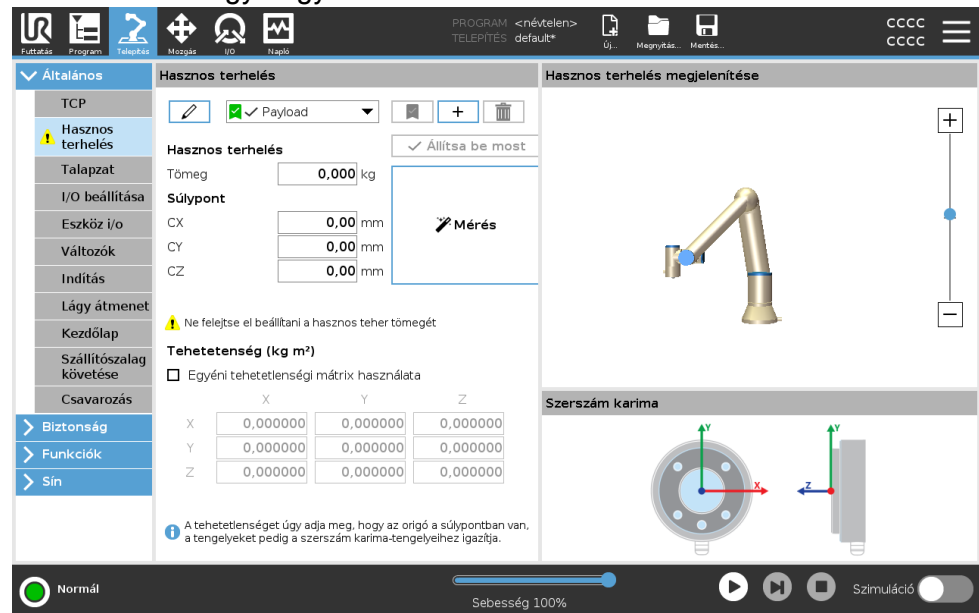 PROGRAM <névtelen>
TELEPÍTÉS default*
CCCC
CCCC
UR
Futtatás
Program
Telepítés
Mozgás
I/O
Napló
Új...
Megnyitás...
Mentés...
Általános
TCP
Hasznos terhelés
Talapzat
I/O beállítása
Eszköz i/o
Változók
Indítás
Lágy átmenet
Kezdőlap
Szállítószalag követése
Csavarozás
Biztonság
Funkciók
Sín
Hasznos terhelés
Payload
Hasznos terhelés
Állítsa be most
Tömeg 0,000 kg
Súlypont
CX 0,00 mm
CY 0,00 mm
CZ 0,00 mm
Mérés
Ne felejtse el beállítani a hasznos teher tömegét
Tehetetenség (kg m²)
Egyéni tehetetlenségi mátrix használata
X Y Z
X 0,000000 0,000000 0,000000
Y 0,000000 0,000000 0,000000
Z 0,000000 0,000000 0,000000
A tehetetlenséget úgy adja meg, hogy az origó a súlypontban van,
a tengelyeket pedig a szerszám karima-tengelyeihez igazítja.
Hasznos terhelés megjelenítése
Szerszám karima
Y
X
Y
Z
Normál
Sebesség 100%
Szimuláció